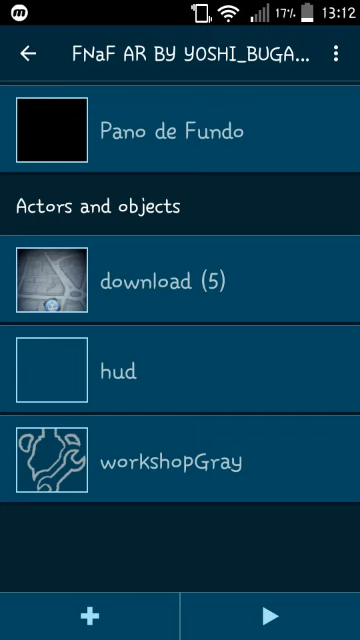 17% 13:12
FNaF AR BY YOSHI_BUGA...
Pano de Fundo
Actors and objects
download (5)
hud
workshopGray